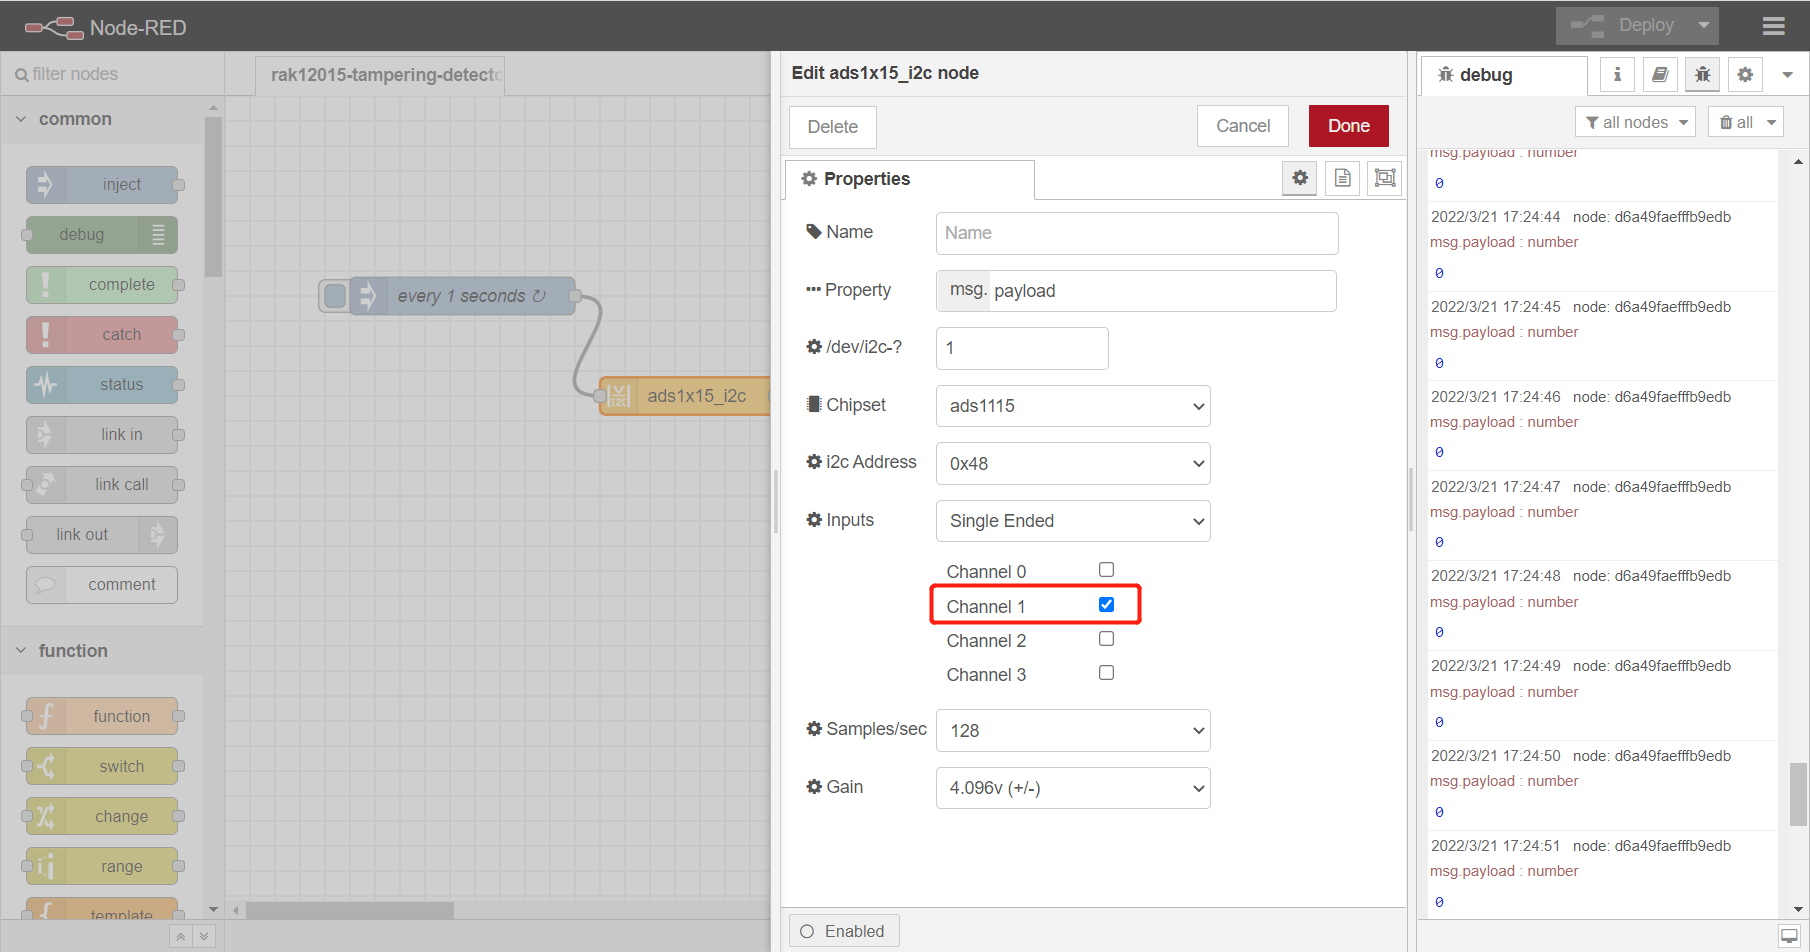 Node-RED
Deploy
filter nodes
common
inject
debug
complete
catch
status
link in
link call
link out
comment
function
function
switch
change
range
template
rak12015-tampering-detecto
every 1 seconds ↻
ads1x15_i2c
Edit ads1x15_i2c node
Delete
Cancel
Done
Properties
Name
Name
Property
msg. payload
/dev/i2c-?
1
Chipset
ads1115
i2c Address
0x48
Inputs
Single Ended
Channel 0
Channel 1
Channel 2
Channel 3
Samples/sec
128
Gain
4.096v (+/-)
Enabled
debug
all nodes
all
msg.payload : number
0
2022/3/21 17:24:44 node: d6a49faefffb9edb
msg.payload : number
0
2022/3/21 17:24:45 node: d6a49faefffb9edb
msg.payload : number
0
2022/3/21 17:24:46 node: d6a49faefffb9edb
msg.payload : number
0
2022/3/21 17:24:47 node: d6a49faefffb9edb
msg.payload : number
0
2022/3/21 17:24:48 node: d6a49faefffb9edb
msg.payload : number
0
2022/3/21 17:24:49 node: d6a49faefffb9edb
msg.payload : number
0
2022/3/21 17:24:50 node: d6a49faefffb9edb
msg.payload : number
0
2022/3/21 17:24:51 node: d6a49faefffb9edb
msg.payload : number
0